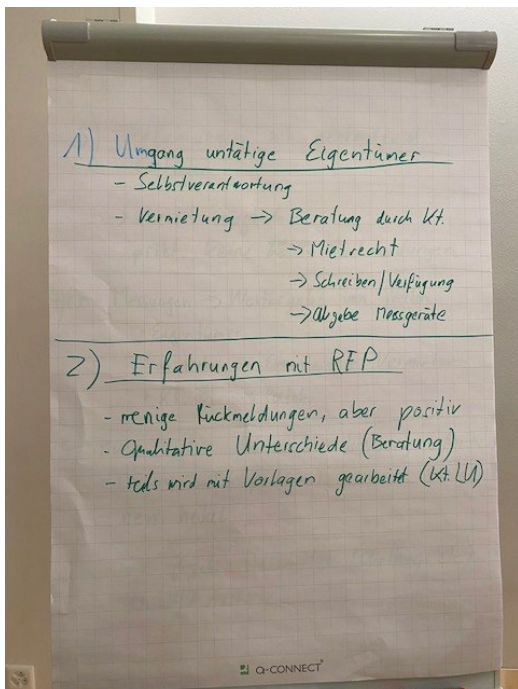 1) Umgang untätige Eigentümer
- Selbstverantwortung
- Vermietung → Beratung durch Kt.
→ Mietrecht
→ Schreiben/Verfügung
→ Abgabe Messgeräte
2) Erfahrungen mit RFP
- wenige Rückmeldungen, aber positiv
- Qualitative Unterschiede (Beratung)
- teils wird mit Vorlagen gearbeitet (Kt. LU)
Q-CONNECT